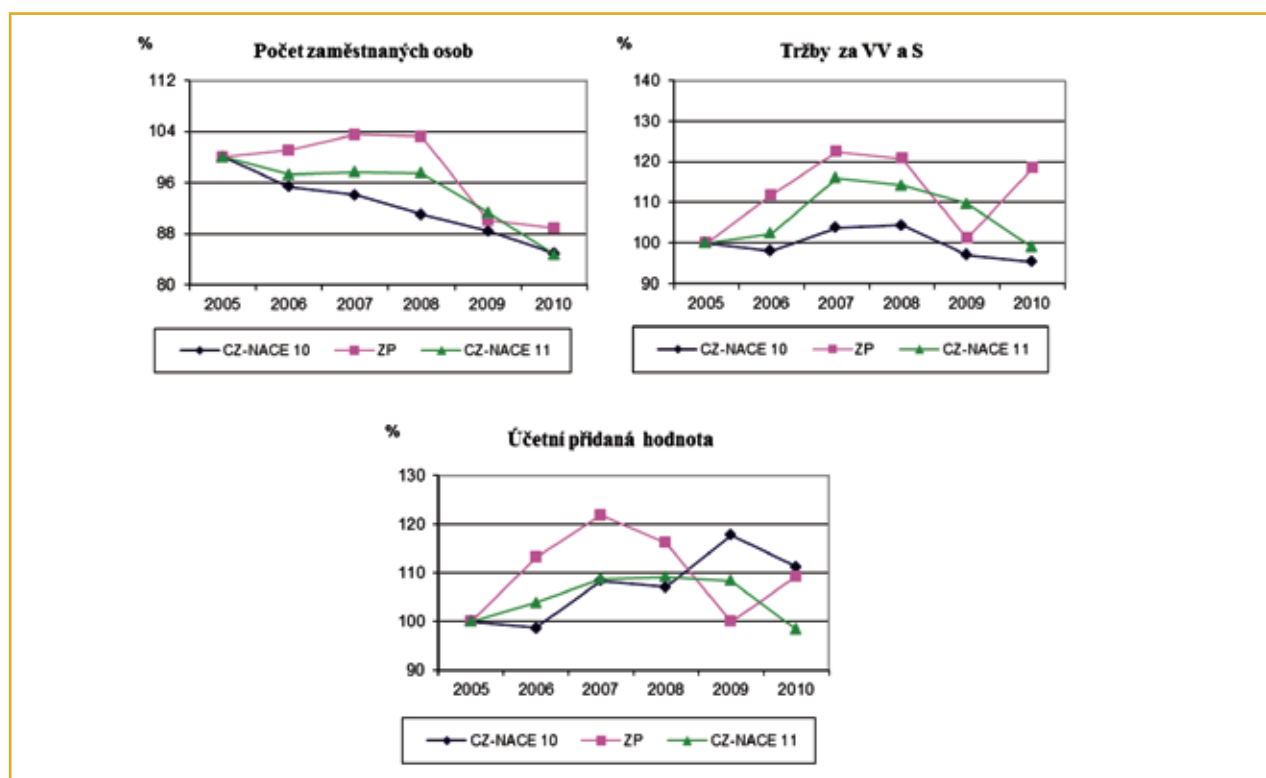 %
Počet zaměstnaných osob
112
104
96
88
80
2005 2006 2007 2008 2009 2010
CZ-NACE 10 ZP CZ-NACE 11
%
Tržby za VV a S
140
130
120
110
100
90
2005 2006 2007 2008 2009 2010
CZ-NACE 10 ZP CZ-NACE 11
%
Účetní přidaná hodnota
130
120
110
100
90
2005 2006 2007 2008 2009 2010
CZ-NACE 10 ZP CZ-NACE 11